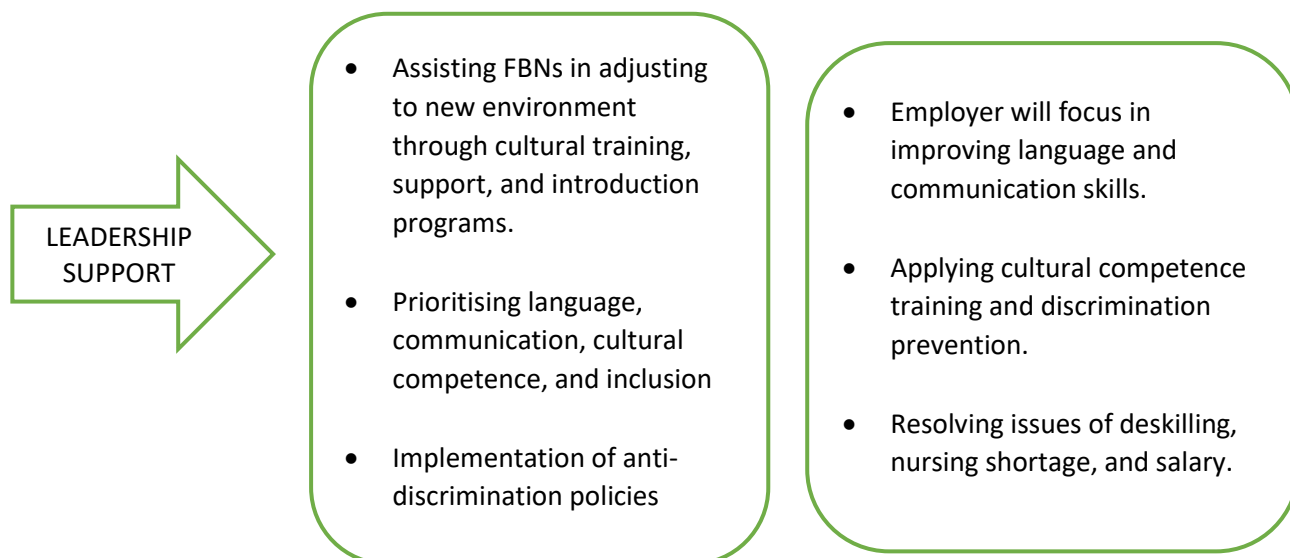 LEADERSHIP
SUPPORT
• Assisting FBNs in adjusting
to new environment
through cultural training,
support, and introduction
programs.
• Prioritising language,
communication, cultural
competence, and inclusion
• Implementation of anti-
discrimination policies
• Employer will focus in
improving language and
communication skills.
• Applying cultural competence
training and discrimination
prevention.
• Resolving issues of deskilling,
nursing shortage, and salary.